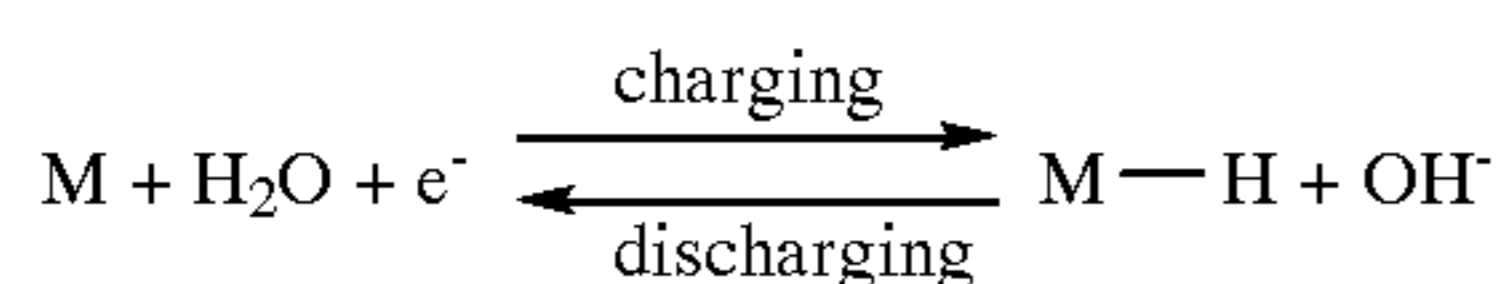 charging
M + H₂O + e⁻ M — H + OH⁻
discharging